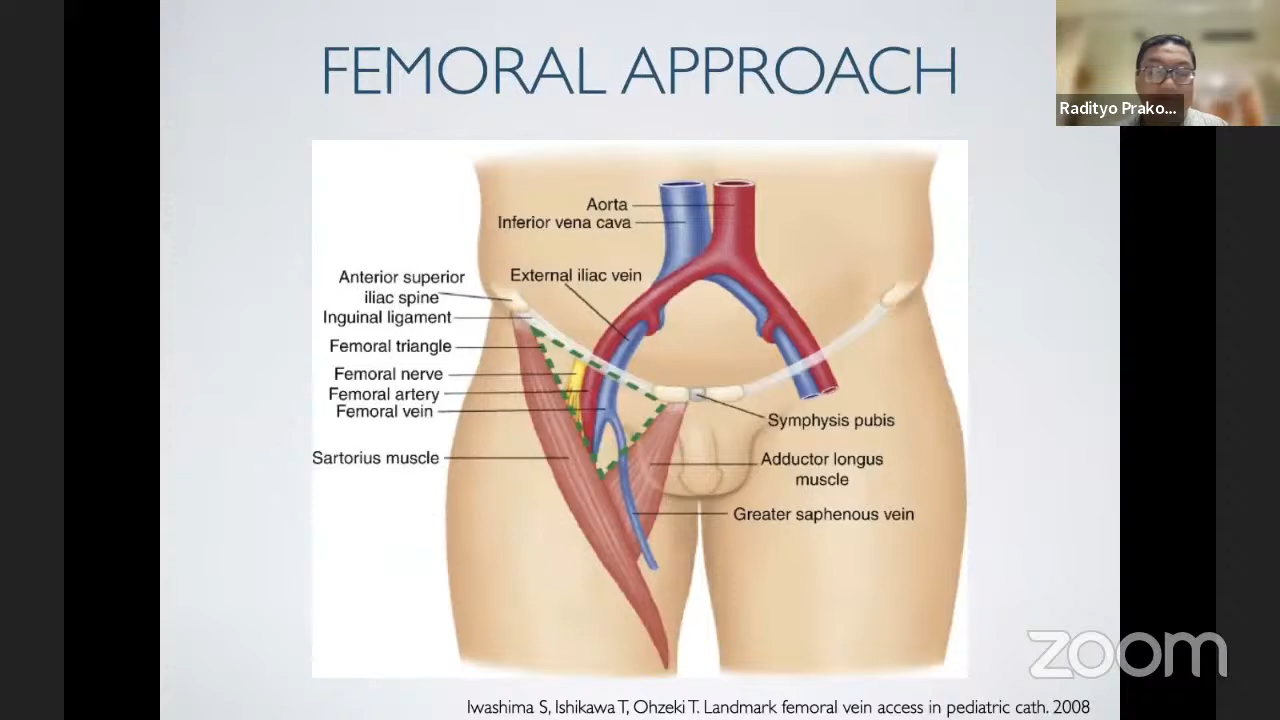 FEMORAL APPROACH
Radityo Prako...
Aorta
Inferior vena cava
Anterior superior
iliac spine
External iliac vein
Inguinal ligament
Femoral triangle
Femoral nerve
Femoral artery
Femoral vein
Symphysis pubis
Sartorius muscle
Adductor longus
muscle
Greater saphenous vein
zoom
Iwashima S, Ishikawa T, Ohzeki T. Landmark femoral vein access in pediatric cath. 2008